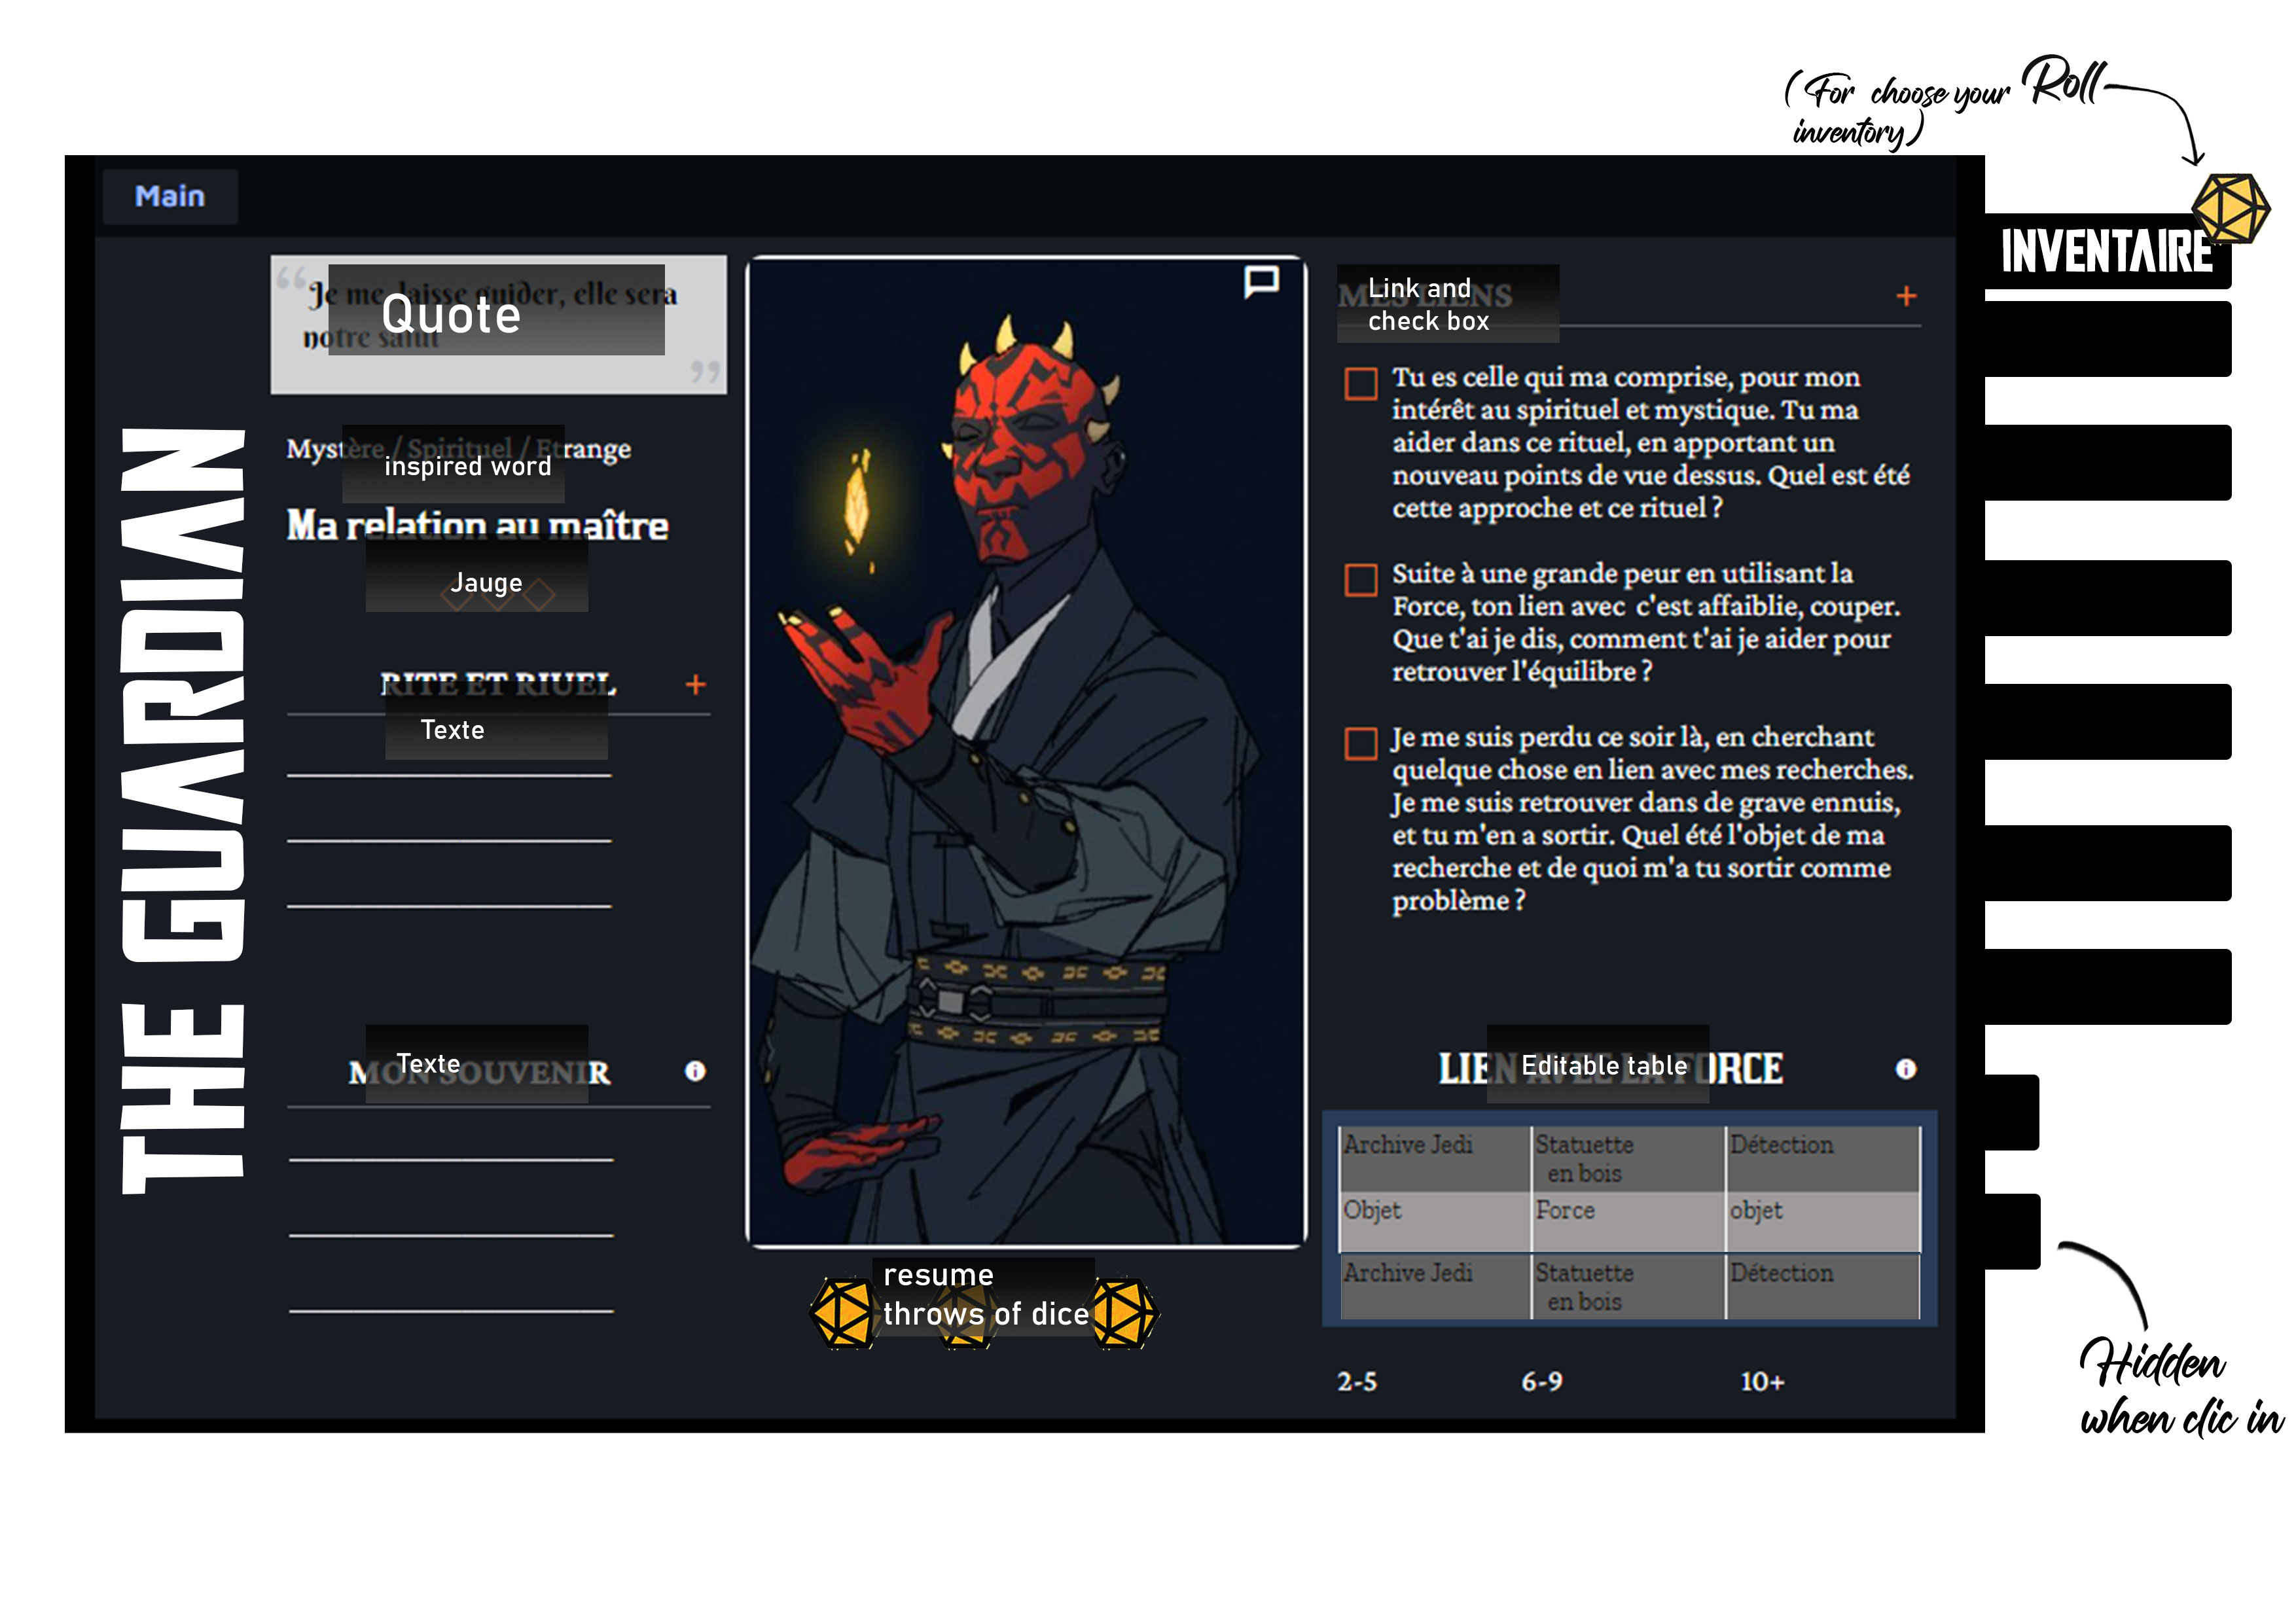 (For choose your Roll
inventory)
Main
INVENTAIRE
Je me laisse guider, elle sera
notre salut
Quote
Mystère / Spirituel / Etrange
inspired word
Ma relation au maître
Jauge
RITE ET RIUEL
Texte
MON SOUVENIR
Texte
THE GUARDIAN
resume
throws of dice
MES LIENS
Link and
check box
Tu es celle qui ma comprise, pour mon
intérêt au spirituel et mystique. Tu ma
aider dans ce rituel, en apportant un
nouveau points de vue dessus. Quel est été
cette approche et ce rituel ?
Suite à une grande peur en utilisant la
Force, ton lien avec c'est affaiblie, couper.
Que t'ai je dis, comment t'ai je aider pour
retrouver l'équilibre ?
Je me suis perdu ce soir là, en cherchant
quelque chose en lien avec mes recherches.
Je me suis retrouver dans de grave ennuis,
et tu m'en a sortir. Quel été l'objet de ma
recherche et de quoi m'a tu sortir comme
problème ?
LIEN AVEC LA FORCE
Editable table
Archive Jedi Statuette en bois Détection
Objet Force objet
Archive Jedi Statuette en bois Détection
2-5 6-9 10+
Hidden
when clic in